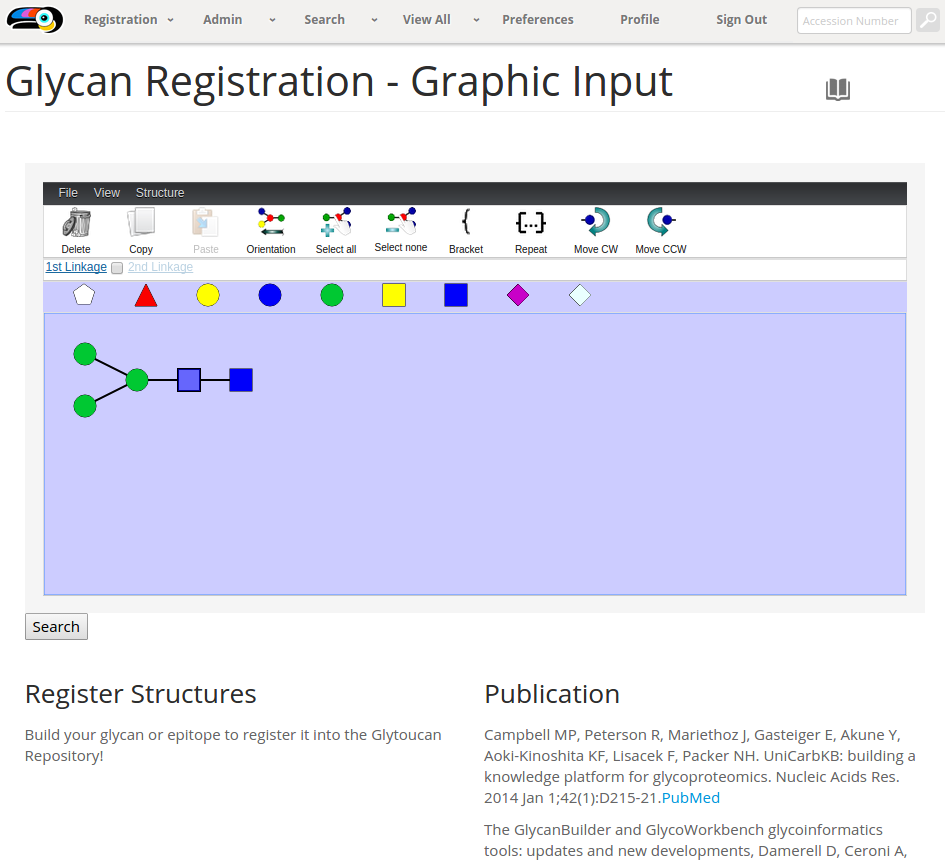 Registration Admin Search View All Preferences Profile Sign Out Accession Number
Glycan Registration - Graphic Input
File View Structure
Delete Copy Paste Orientation Select all Select none Bracket Repeat Move CW Move CCW
1st Linkage 2nd Linkage
Search
Register Structures
Build your glycan or epitope to register it into the Glytoucan
Repository!
Publication
Campbell MP, Peterson R, Mariethoz J, Gasteiger E, Akune Y,
Aoki-Kinoshita KF, Lisacek F, Packer NH. UniCarbKB: building a
knowledge platform for glycoproteomics. Nucleic Acids Res.
2014 Jan 1;42(1):D215-21.PubMed
The GlycanBuilder and GlycoWorkbench glycoinformatics
tools: updates and new developments, Damerell D, Ceroni A,